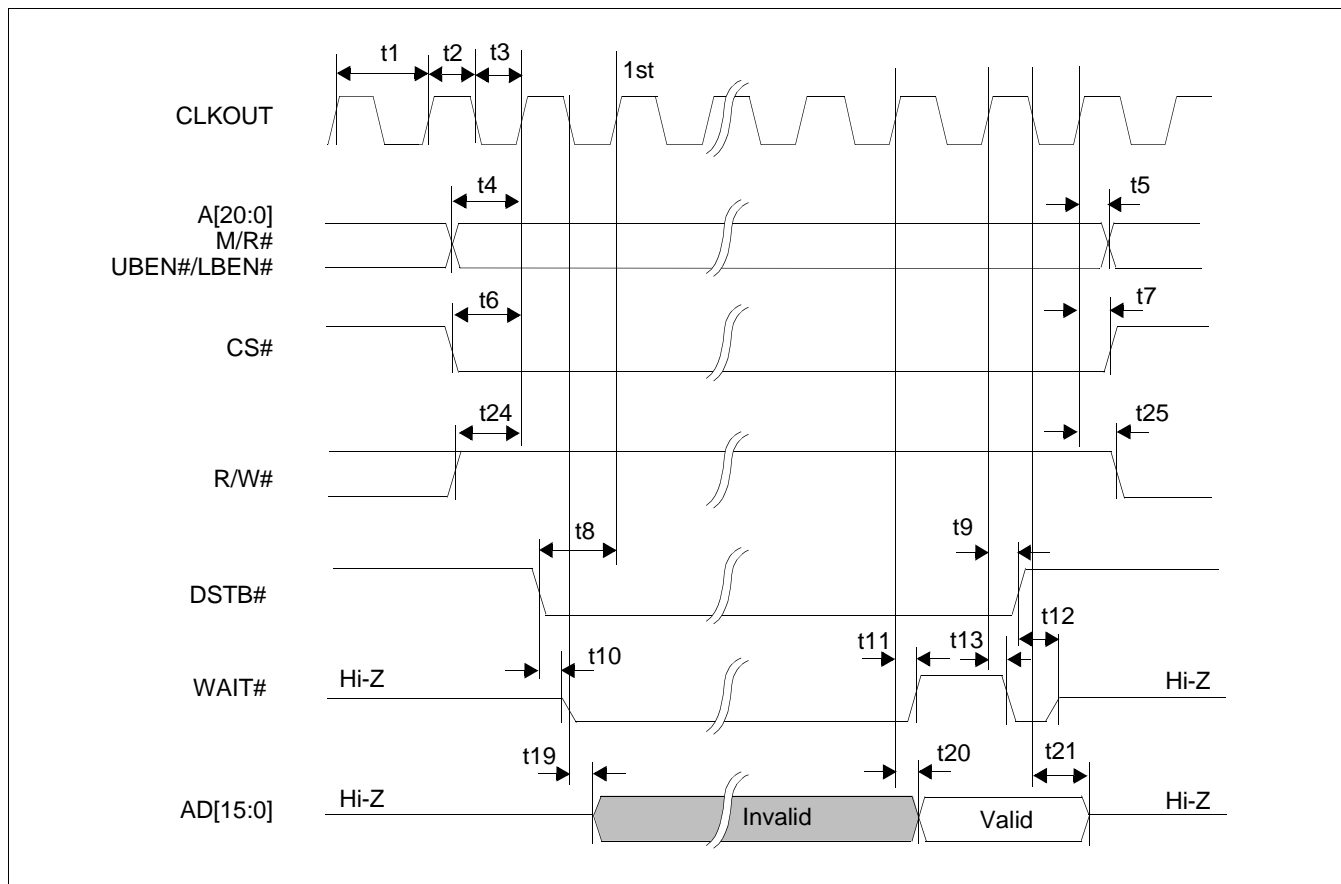 t1 t2 t3
1st
CLKOUT
t4 t5
A[20:0]
M/R#
UBEN#/LBEN#
t6 t7
CS#
t24 t25
R/W#
t8 t9
DSTB#
t10 t11 t13 t12
WAIT# Hi-Z Hi-Z
t19 t20 t21
AD[15:0] Hi-Z Invalid Valid Hi-Z